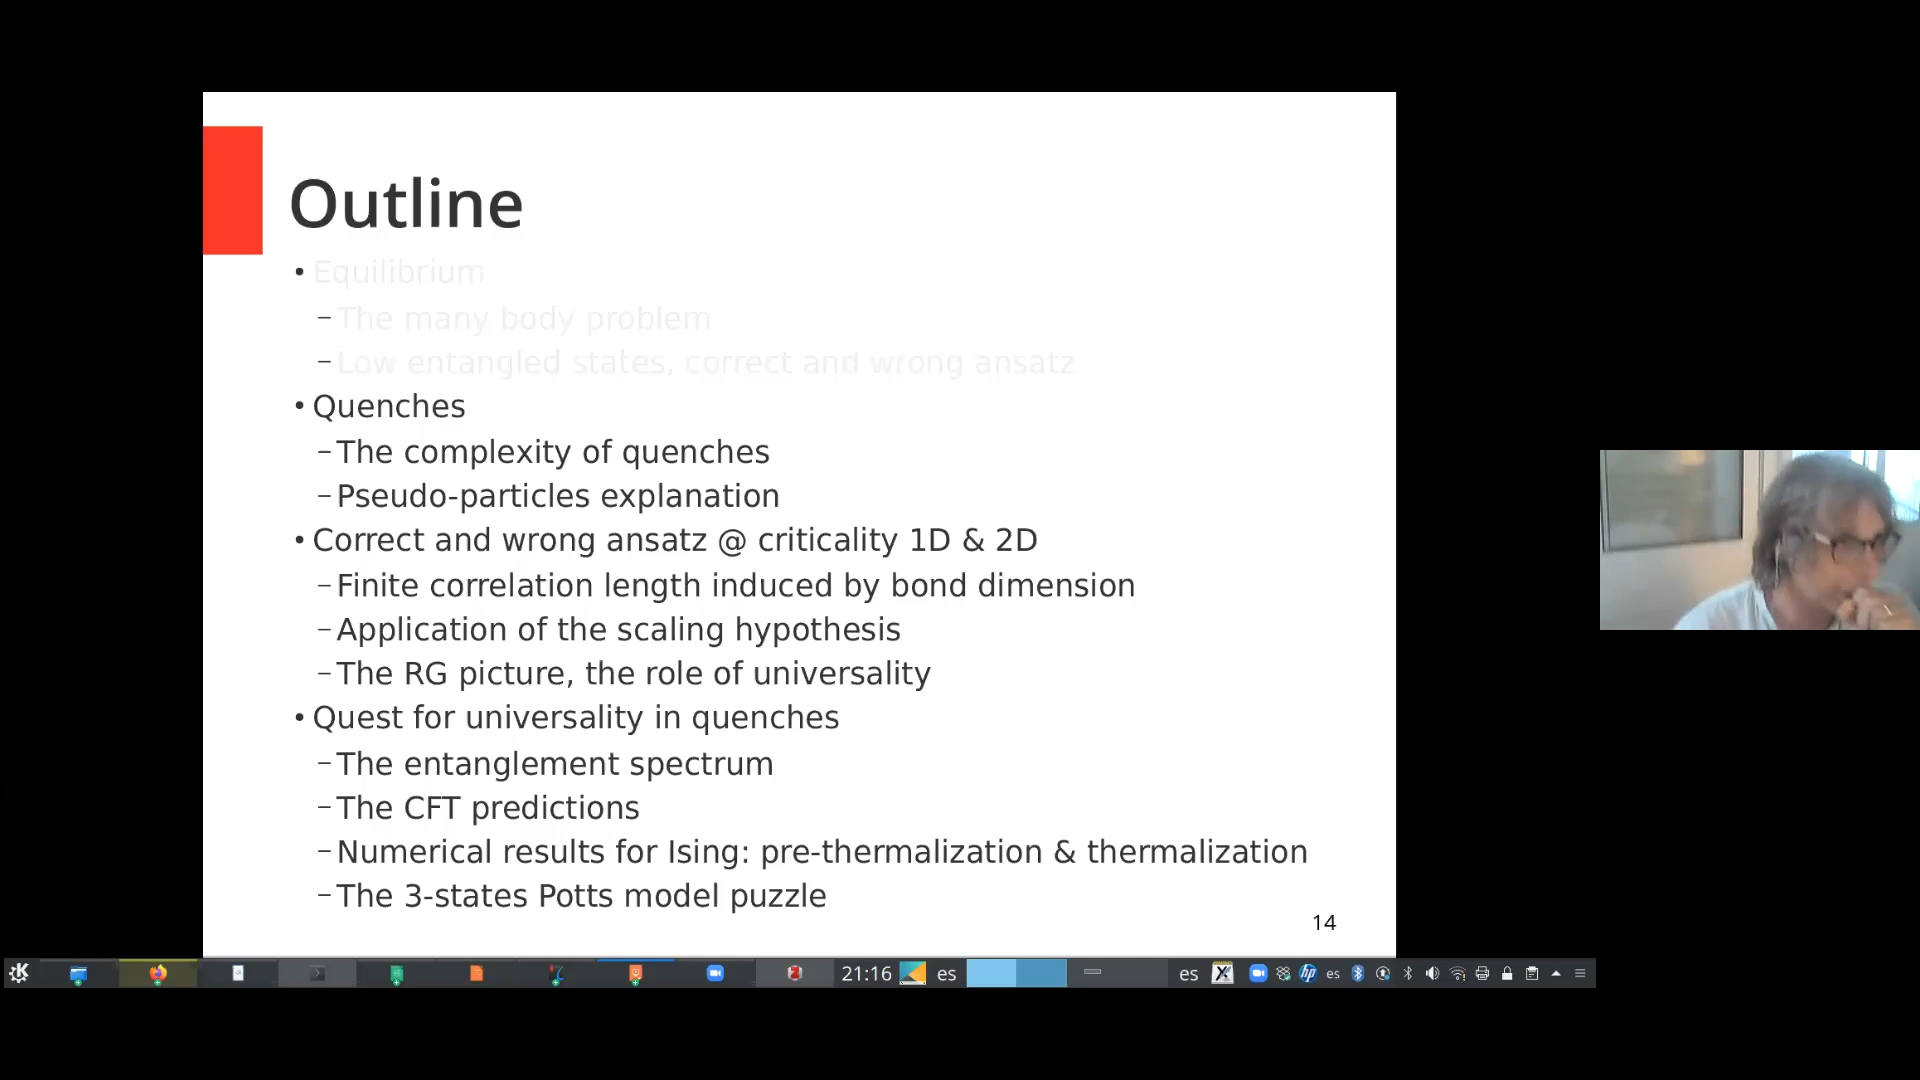 Outline
• Equilibrium
– The many body problem
– Low entangled states, correct and wrong ansatz
• Quenches
– The complexity of quenches
– Pseudo-particles explanation
• Correct and wrong ansatz @ criticality 1D & 2D
– Finite correlation length induced by bond dimension
– Application of the scaling hypothesis
– The RG picture, the role of universality
• Quest for universality in quenches
– The entanglement spectrum
– The CFT predictions
– Numerical results for Ising: pre-thermalization & thermalization
– The 3-states Potts model puzzle
14
21:16 es es hp es